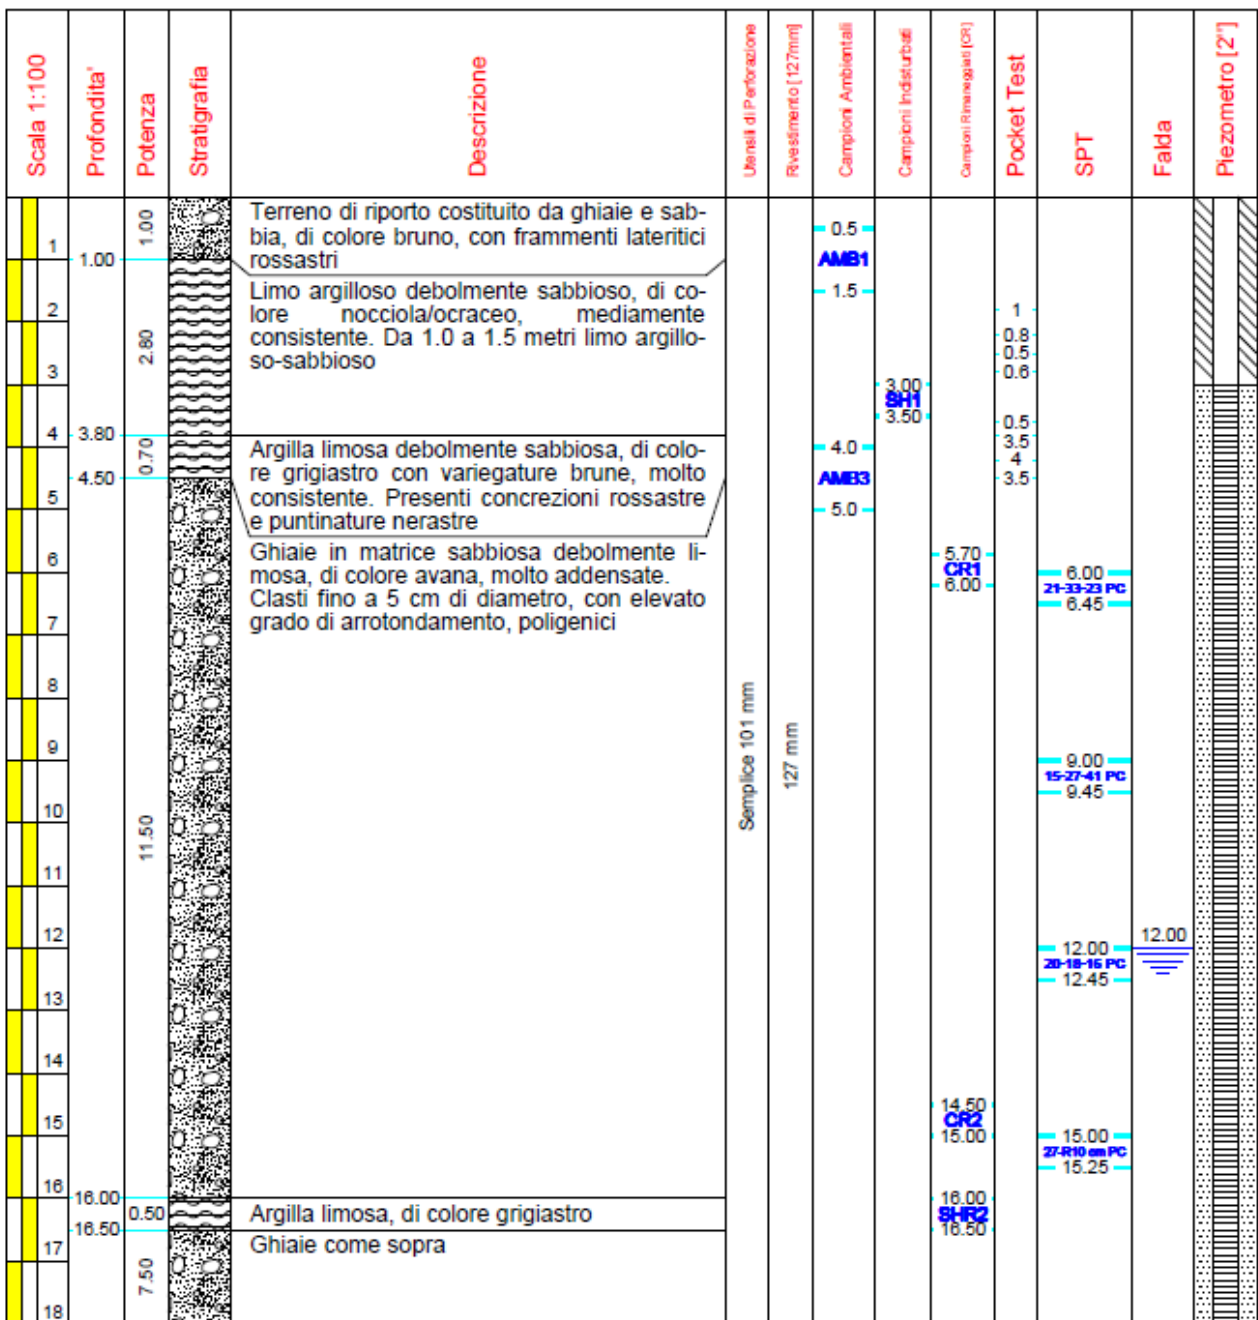 Scala 1:100
Profondita'
Potenza
Stratigrafia
Descrizione
Utensili di Perforazione
Rivestimento [127mm]
Campioni Ambientali
Campioni Indisturbati
Campioni Rimaneggiati [CR]
Pocket Test
SPT
Falda
Piezometro [2"]
1
2
3
4
5
6
7
8
9
10
11
12
13
14
15
16
17
18
1.00
3.80
4.50
16.00
16.50
1.00
2.80
0.70
11.50
0.50
7.50
Terreno di riporto costituito da ghiaie e sab-
bia, di colore bruno, con frammenti lateritici
rossastri
Limo argilloso debolmente sabbioso, di co-
lore nocciola/ocraceo, mediamente
consistente. Da 1.0 a 1.5 metri limo argillo-
so-sabbioso
Argilla limosa debolmente sabbiosa, di colo-
re grigiastro con variegature brune, molto
consistente. Presenti concrezioni rossastre
e puntinature nerastre
Ghiaie in matrice sabbiosa debolmente li-
mosa, di colore avana, molto addensate.
Clasti fino a 5 cm di diametro, con elevato
grado di arrotondamento, poligenici
Argilla limosa, di colore grigiastro
Ghiaie come sopra
Semplice 101 mm
127 mm
0.5
AMB1
1.5
4.0
AMB3
5.0
3.00
SH1
3.50
5.70
CR1
6.00
14.50
CR2
15.00
16.00
SHR2
16.50
1
0.8
0.5
0.6
0.5
3.5
4
3.5
6.00
21-33-23 PC
6.45
9.00
15-27-41 PC
9.45
12.00
20-18-16 PC
12.45
15.00
27-R10 cm PC
15.25
12.00